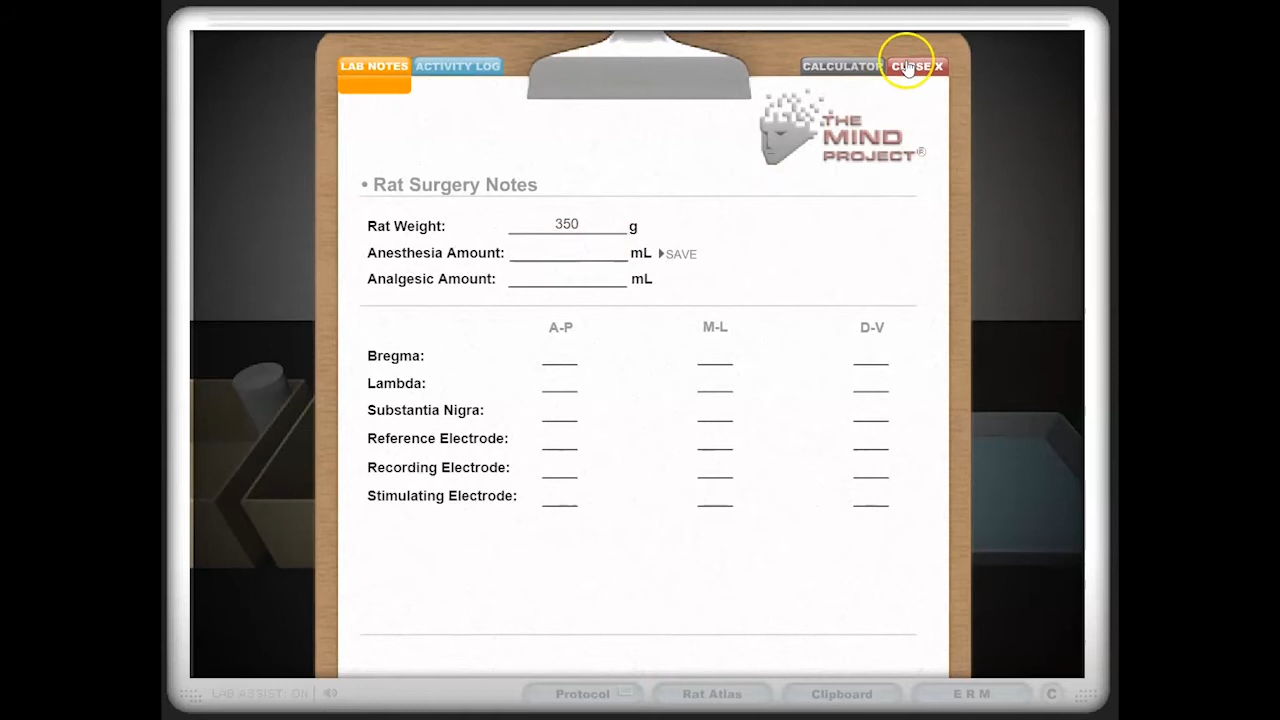 LAB NOTES ACTIVITY LOG CALCULATOR CLOSE X
THE
MIND
PROJECT®
• Rat Surgery Notes
Rat Weight: 350 g
Anesthesia Amount: mL SAVE
Analgesic Amount: mL
A-P M-L D-V
Bregma:
Lambda:
Substantia Nigra:
Reference Electrode:
Recording Electrode:
Stimulating Electrode:
LAB ASSIST: ON Protocol Rat Atlas Clipboard E R M C